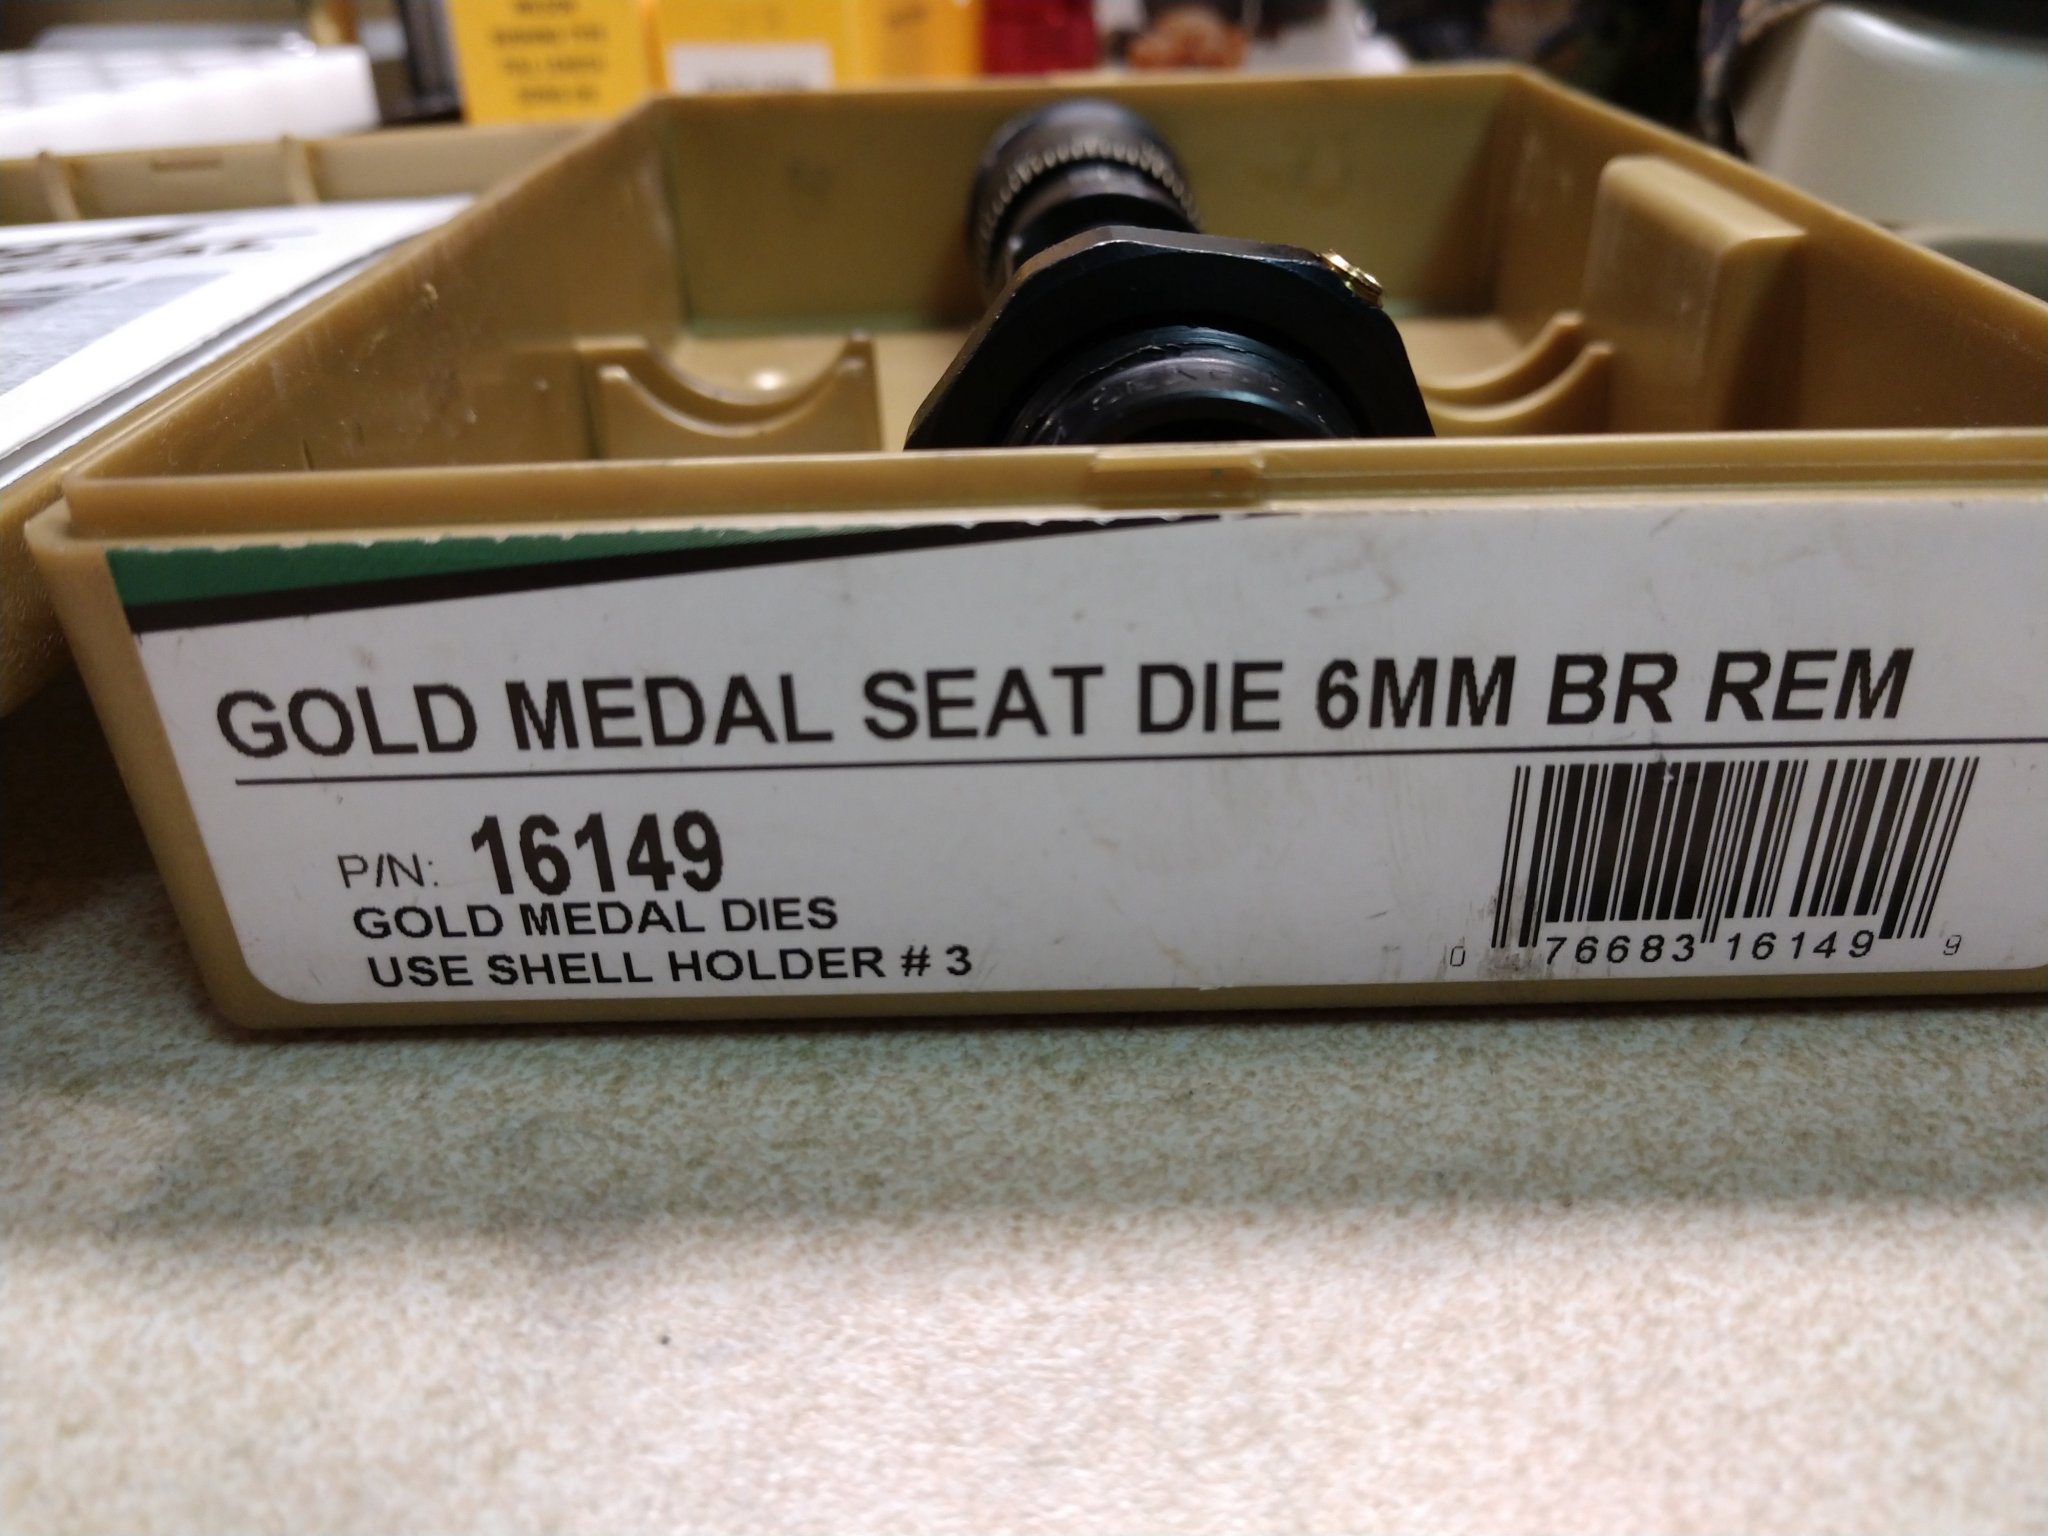 GOLD MEDAL SEAT DIE 6MM BR REM
P/N: 16149
GOLD MEDAL DIES
USE SHELL HOLDER # 3
0 76683 16149 9